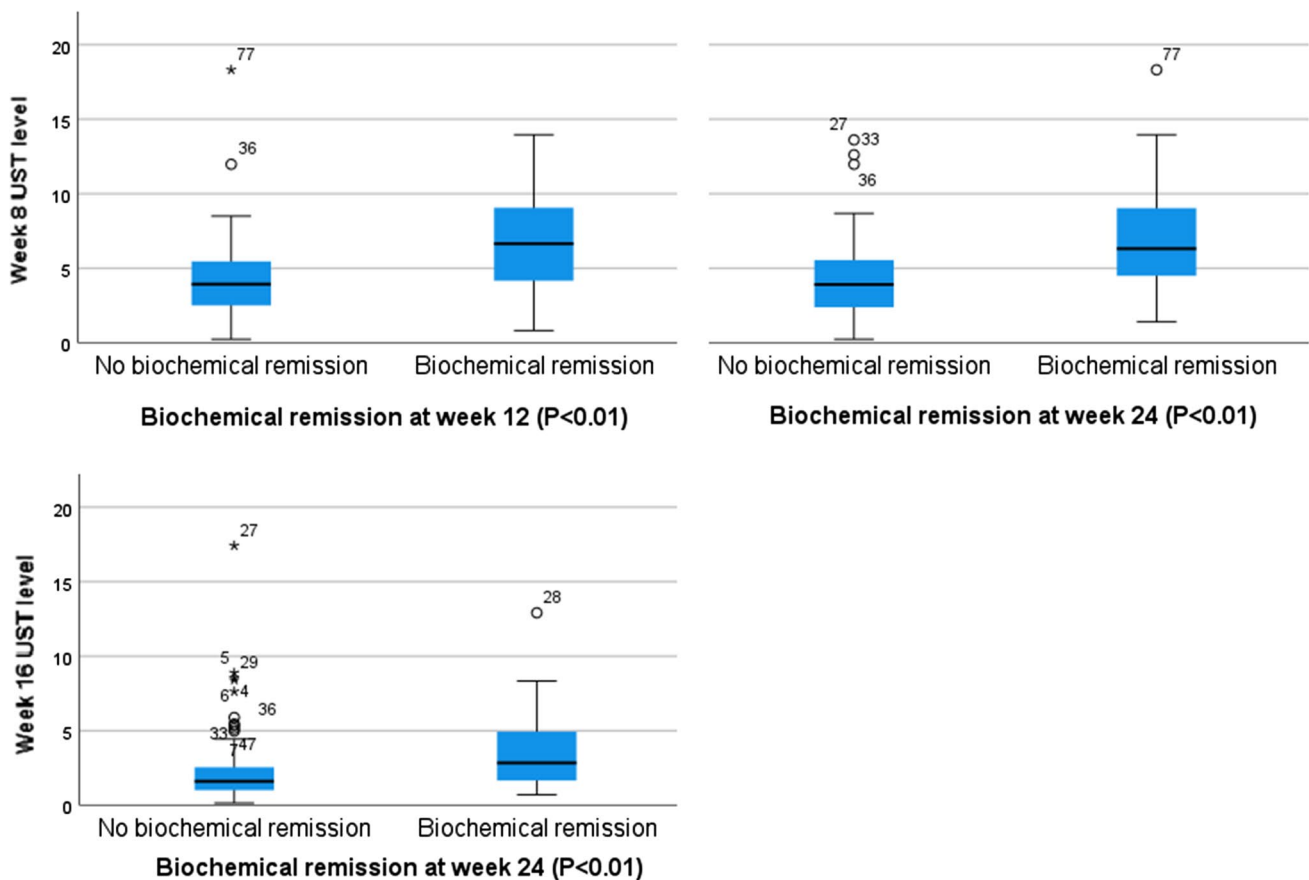 Week 8 UST level
20
15
10
5
0
77
36
No biochemical remission
Biochemical remission
Biochemical remission at week 12 (P<0.01)
77
27
33
36
No biochemical remission
Biochemical remission
Biochemical remission at week 24 (P<0.01)
Week 16 UST level
20
15
10
5
0
27
5
29
6
4
36
33
47
7
28
No biochemical remission
Biochemical remission
Biochemical remission at week 24 (P<0.01)